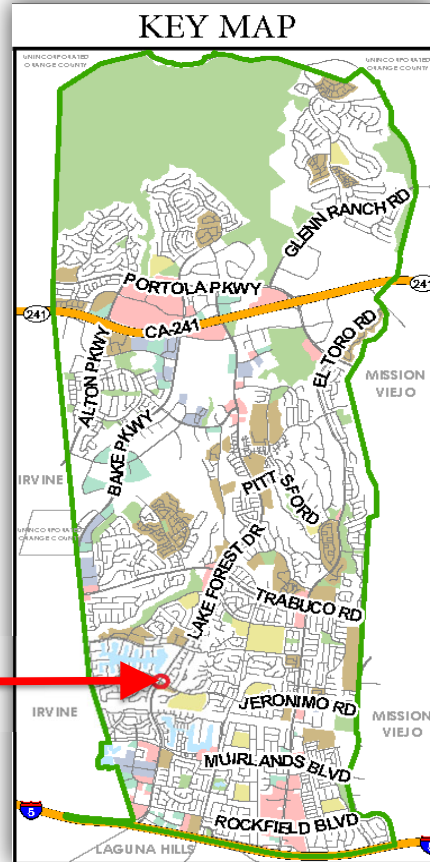 KEY MAP
UNINCORPORATED
ORANGE COUNTY
UNINCORPORATED
ORANGE COUNTY
GLENN RANCH RD
PORTOLA PKWY
241
241
CA-241
EL TORO RD
ALTON PKWY
MISSION
VIEJO
BAKE PKWY
IRVINE
PITTSFORD
UNINCORPORATED
ORANGE COUNTY
LAKE FOREST DR
TRABUCO RD
IRVINE
JERONIMO RD
MISSION
VIEJO
MUIRLANDS BLVD
5
ROCKFIELD BLVD
LAGUNA HILLS